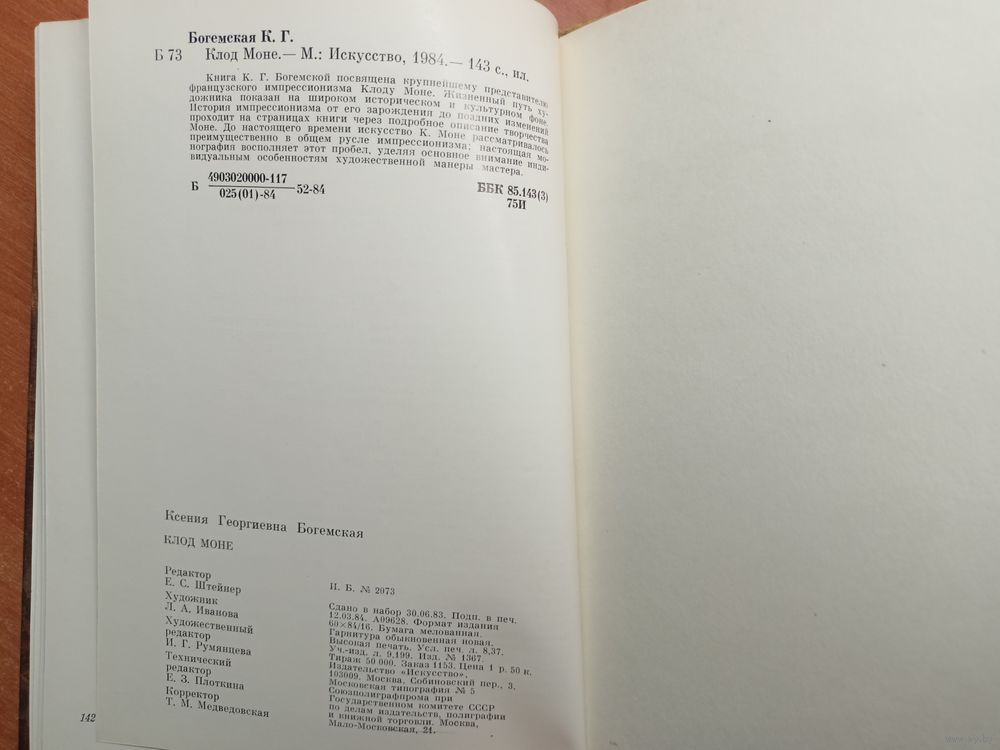 Богемская К. Г.
Б 73 Клод Моне.— М.: Искусство, 1984.— 143 с., ил.
Книга К. Г. Богемской посвящена крупнейшему представителю
французского импрессионизма Клоду Моне. Жизненный путь ху-
дожника показан на широком историческом и культурном фоне.
История импрессионизма от его зарождения до поздних изменений
проходит на страницах книги через подробное описание творчества
Моне. До настоящего времени искусство К. Моне рассматривалось
преимущественно в общем русле импрессионизма; настоящая мо-
нография восполняет этот пробел, уделяя основное внимание инди-
видуальным особенностям художественной манеры мастера.
Б 4903020000-117
025(01)-84 52-84
ББК 85.143(3)
75И
Ксения Георгиевна Богемская
КЛОД МОНЕ
Редактор
Е. С. Штейнер
Художник
Л. А. Иванова
Художественный
редактор
И. Г. Румянцева
Технический
редактор
Е. З. Плоткина
Корректор
Т. М. Медведовская
И. Б. № 2073
Сдано в набор 30.06.83. Подп. в печ.
12.03.84. А09628. Формат издания
60×84/16. Бумага мелованная.
Гарнитура обыкновенная новая.
Высокая печать. Усл. печ. л. 8,37.
Уч.-изд. л. 9,199. Изд. № 1367.
Тираж 50 000. Заказ 1153. Цена 1 р. 50 к.
Издательство «Искусство»,
103009, Москва, Собиновский пер., 3.
Московская типография № 5
Союзполиграфпрома при
Государственном комитете СССР
по делам издательств, полиграфии
и книжной торговли. Москва,
Мало-Московская, 21.
142